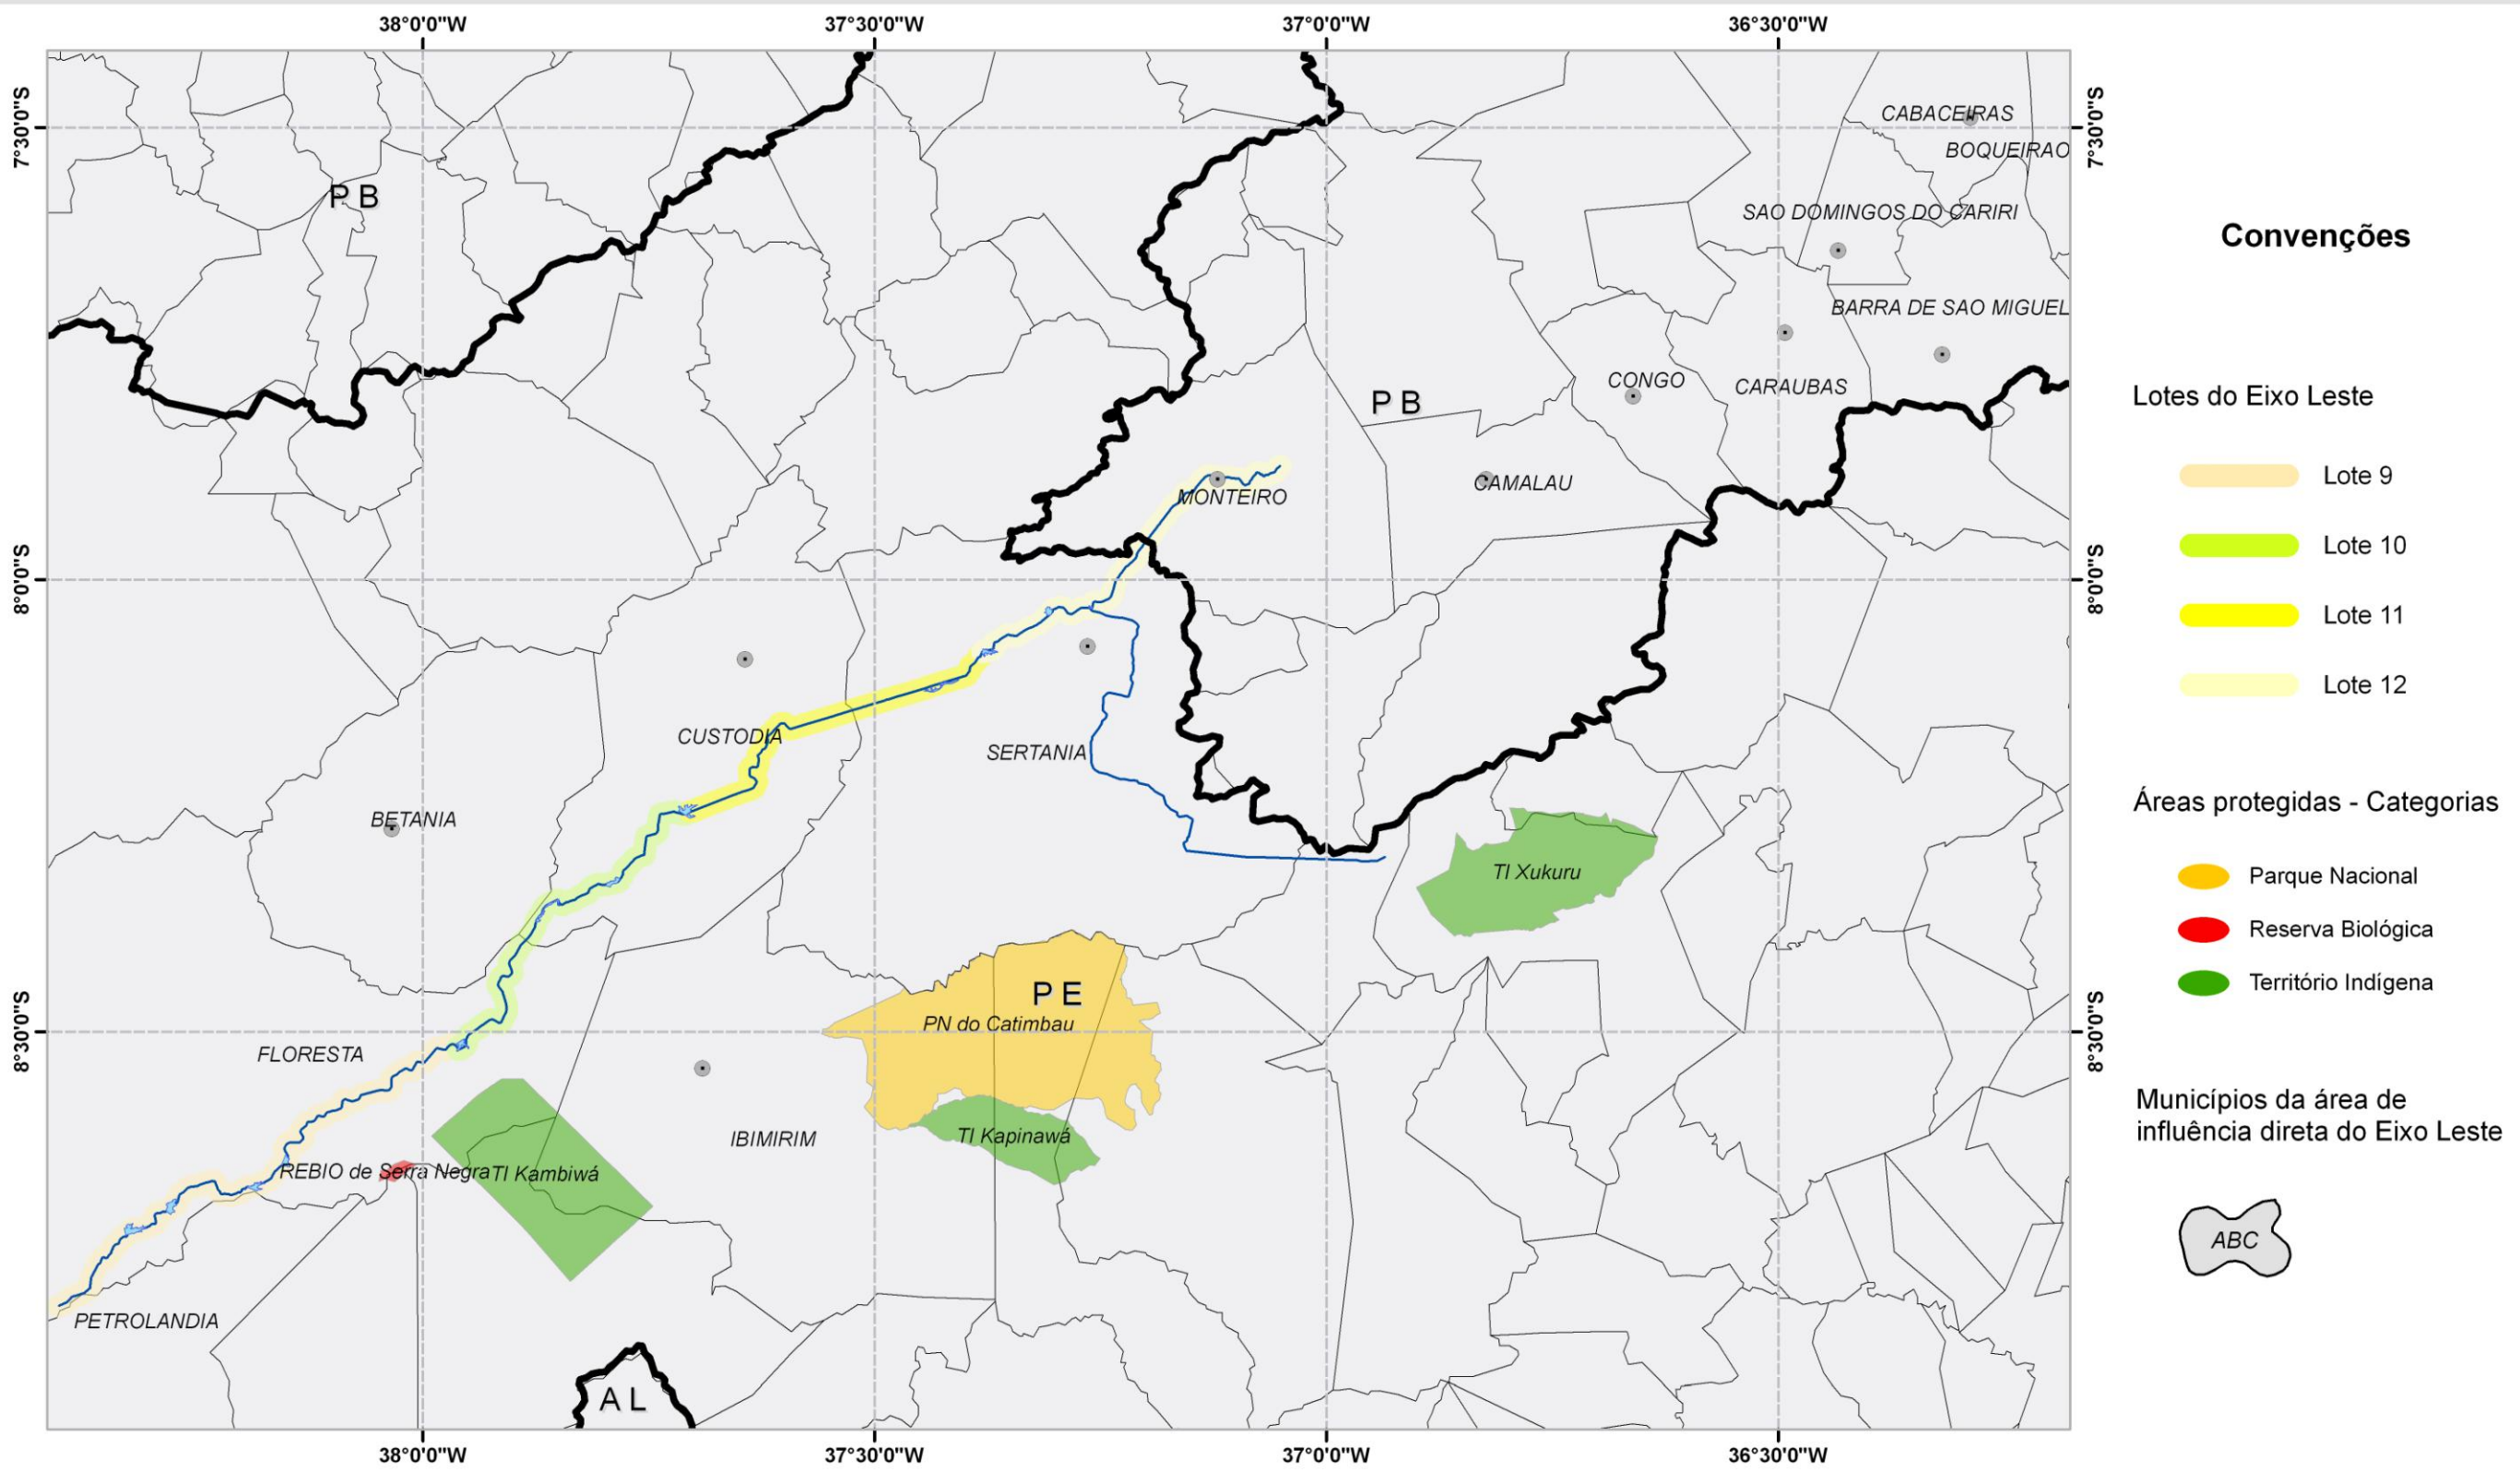 38°0'0"W
37°30'0"W
37°0'0"W
36°30'0"W
7°30'0"S
7°30'0"S
CABACEIRAS
BOQUEIRAO
P B
SAO DOMINGOS DO CARIRI
Convenções
BARRA DE SAO MIGUEL
CONGO
CARAUBAS
P B
Lotes do Eixo Leste
Lote 9
CAMALAU
MONTEIRO
Lote 10
8°0'0"S
8°0'0"S
Lote 11
Lote 12
CUSTODIA
SERTANIA
BETANIA
Áreas protegidas - Categorias
TI Xukuru
Parque Nacional
Reserva Biológica
P E
Território Indígena
PN do Catimbau
8°30'0"S
8°30'0"S
FLORESTA
Municípios da área de
influência direta do Eixo Leste
IBIMIRIM
TI Kapinawá
REBIO de Serra Negra
TI Kambiwá
ABC
PETROLANDIA
A L
38°0'0"W
37°30'0"W
37°0'0"W
36°30'0"W